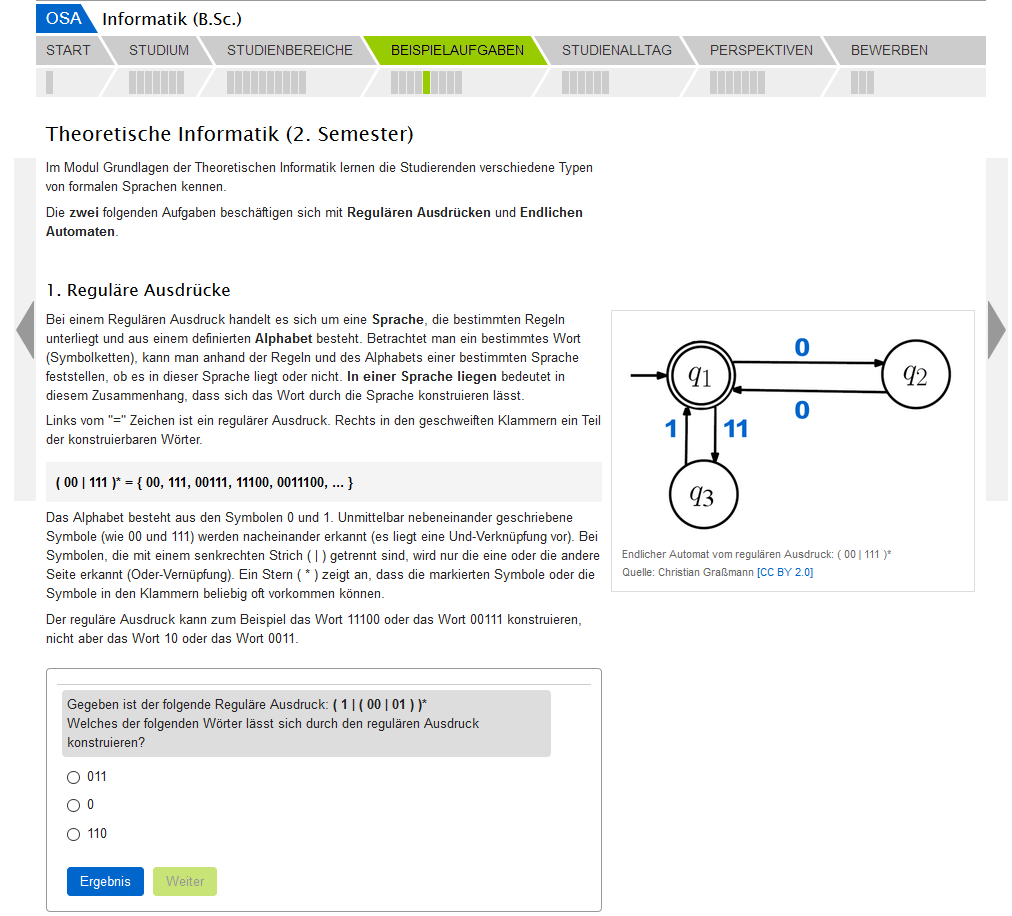 OSA Informatik (B.Sc.)
START STUDIUM STUDIENBEREICHE BEISPIELAUFGABEN STUDIENALLTAG PERSPEKTIVEN BEWERBEN
Theoretische Informatik (2. Semester)
Im Modul Grundlagen der Theoretischen Informatik lernen die Studierenden verschiedene Typen
von formalen Sprachen kennen.
Die zwei folgenden Aufgaben beschäftigen sich mit Regulären Ausdrücken und Endlichen
Automaten.
1. Reguläre Ausdrücke
Bei einem Regulären Ausdruck handelt es sich um eine Sprache, die bestimmten Regeln
unterliegt und aus einem definierten Alphabet besteht. Betrachtet man ein bestimmtes Wort
(Symbolketten), kann man anhand der Regeln und des Alphabets einer bestimmten Sprache
feststellen, ob es in dieser Sprache liegt oder nicht. In einer Sprache liegen bedeutet in
diesem Zusammenhang, dass sich das Wort durch die Sprache konstruieren lässt.
Links vom "=" Zeichen ist ein regulärer Ausdruck. Rechts in den geschweiften Klammern ein Teil
der konstruierbaren Wörter.
( 00 | 111 )* = { 00, 111, 00111, 11100, 0011100, ... }
Das Alphabet besteht aus den Symbolen 0 und 1. Unmittelbar nebeneinander geschriebene
Symbole (wie 00 und 111) werden nacheinander erkannt (es liegt eine Und-Verknüpfung vor). Bei
Symbolen, die mit einem senkrechten Strich ( | ) getrennt sind, wird nur die eine oder die andere
Seite erkannt (Oder-Vernüpfung). Ein Stern ( * ) zeigt an, dass die markierten Symbole oder die
Symbole in den Klammern beliebig oft vorkommen können.
Der reguläre Ausdruck kann zum Beispiel das Wort 11100 oder das Wort 00111 konstruieren,
nicht aber das Wort 10 oder das Wort 0011.
0
q1 q2
0
1 11
q3
Endlicher Automat vom regulären Ausdruck: ( 00 | 111 )*
Quelle: Christian Graßmann [CC BY 2.0]
Gegeben ist der folgende Reguläre Ausdruck: ( 1 | ( 00 | 01 ) )*
Welches der folgenden Wörter lässt sich durch den regulären Ausdruck
konstruieren?
011
0
110
Ergebnis Weiter